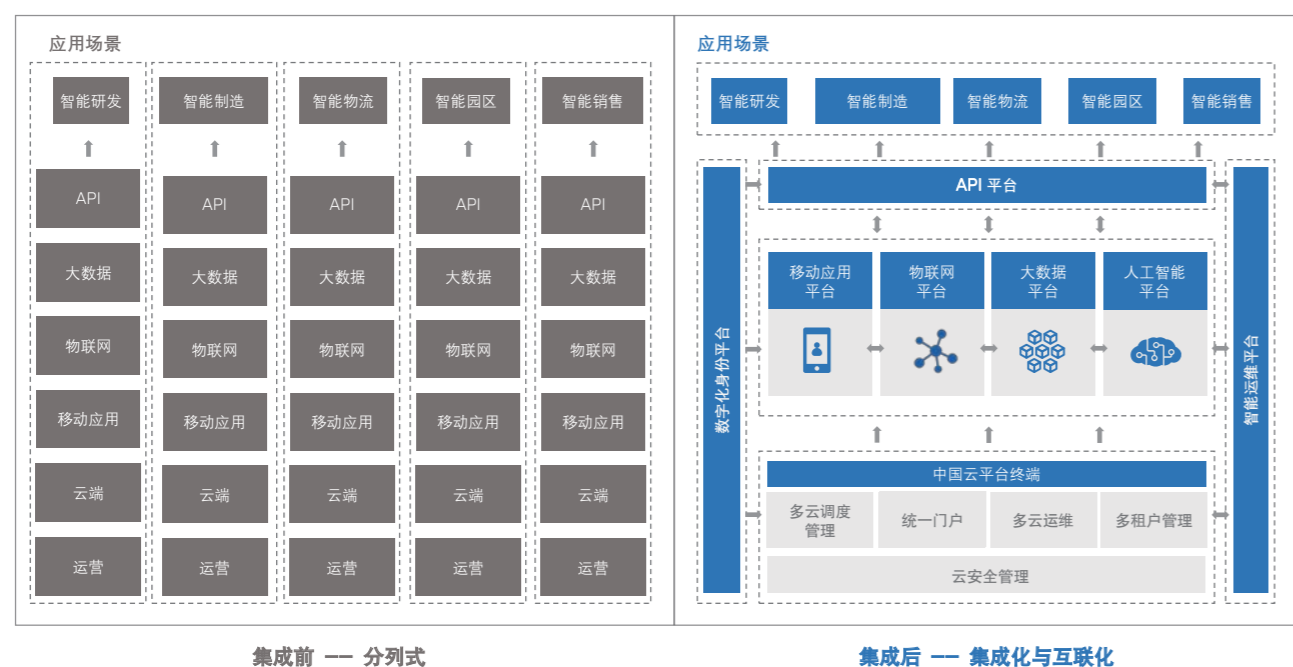 应用场景
智能研发
智能制造
智能物流
智能园区
智能销售
API
API
API
API
API
大数据
大数据
大数据
大数据
大数据
物联网
物联网
物联网
物联网
物联网
移动应用
移动应用
移动应用
移动应用
移动应用
云端
云端
云端
云端
云端
运营
运营
运营
运营
运营
集成前 —— 分列式
应用场景
智能研发
智能制造
智能物流
智能园区
智能销售
数字化身份平台
API 平台
移动应用
平台
物联网
平台
大数据
平台
人工智能
平台
中国云平台终端
多云调度
管理
统一门户
多云运维
多租户管理
云安全管理
智能运维平台
集成后 —— 集成化与互联化